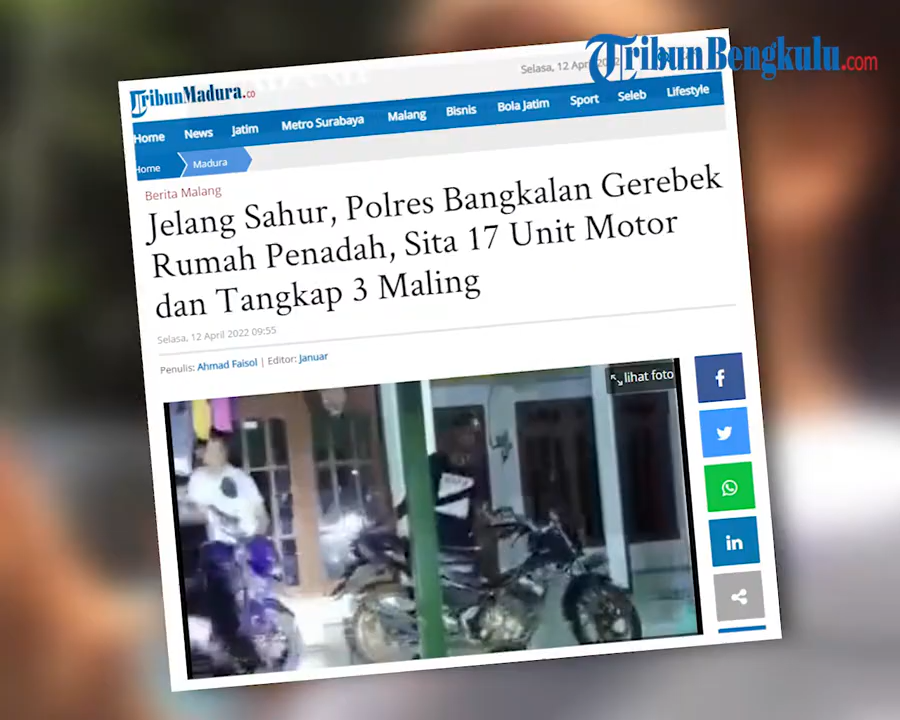 TribunBengkulu.com
TribunMadura.co
Selasa, 12 April
Home News Jatim Metro Surabaya Malang Bisnis Bola Jatim Sport Seleb Lifestyle
Home Madura
Berita Malang
Jelang Sahur, Polres Bangkalan Gerebek
Rumah Penadah, Sita 17 Unit Motor
dan Tangkap 3 Maling
Selasa, 12 April 2022 09:55
Penulis: Ahmad Faisol | Editor: Januar
lihat foto